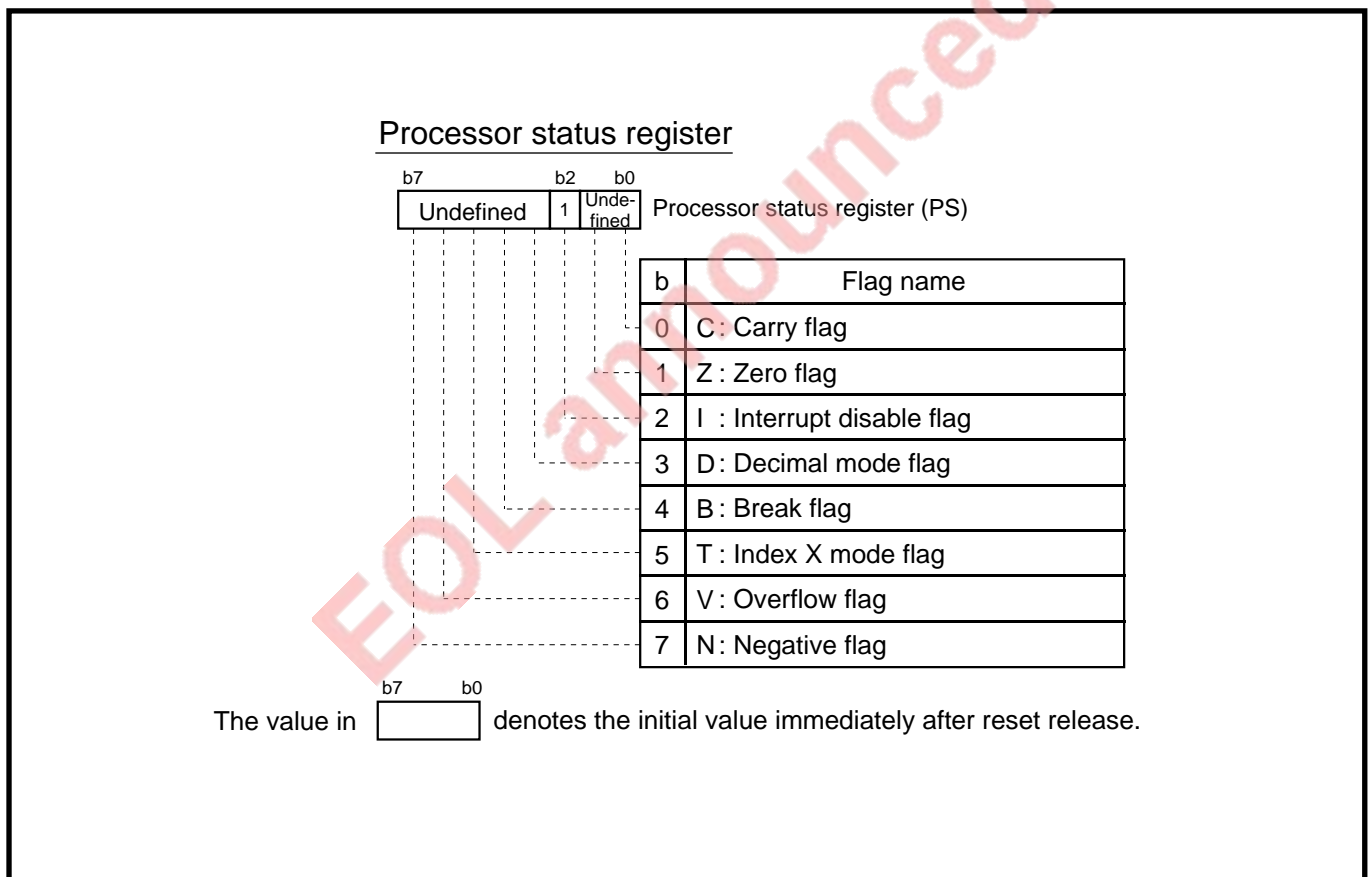 EOL announced
Processor status register
b7 b2 b0
Undefined 1 Unde-
fined
Processor status register (PS)
b Flag name
0 C : Carry flag
1 Z : Zero flag
2 I : Interrupt disable flag
3 D : Decimal mode flag
4 B : Break flag
5 T : Index X mode flag
6 V : Overflow flag
7 N : Negative flag
b7 b0
The value in denotes the initial value immediately after reset release.